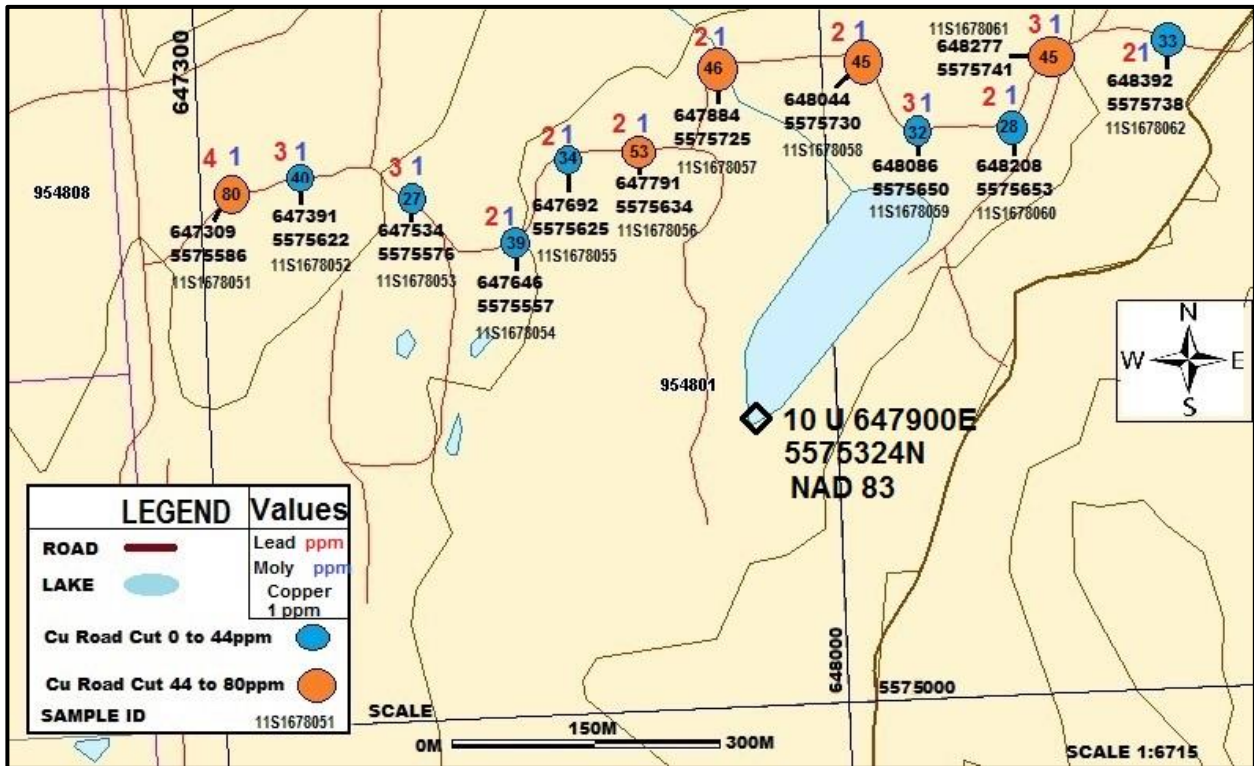 647300
954808
4 1
80
647309
5575586
11S1678051
3 1
40
647391
5575622
11S1678052
3 1
27
647534
5575576
11S1678053
2 1
39
647646
5575557
11S1678054
2 1
34
647692
5575625
11S1678055
2 1
53
647791
5575634
11S1678056
2 1
46
647884
5575725
11S1678057
2 1
45
648044
5575730
11S1678058
3 1
32
648086
5575650
11S1678059
2 1
28
648208
5575653
11S1678060
11S1678061
3 1
45
648277
5575741
33
2 1
648392
5575738
11S1678062
954801
10 U 647900E
5575324N
NAD 83
N
W E
S
LEGEND
Values
ROAD
Lead ppm
Moly ppm
LAKE
Copper
1 ppm
Cu Road Cut 0 to 44ppm
Cu Road Cut 44 to 80ppm
SAMPLE ID 11S1678051
648000
5575000
SCALE
150M
0M 300M
SCALE 1:6715